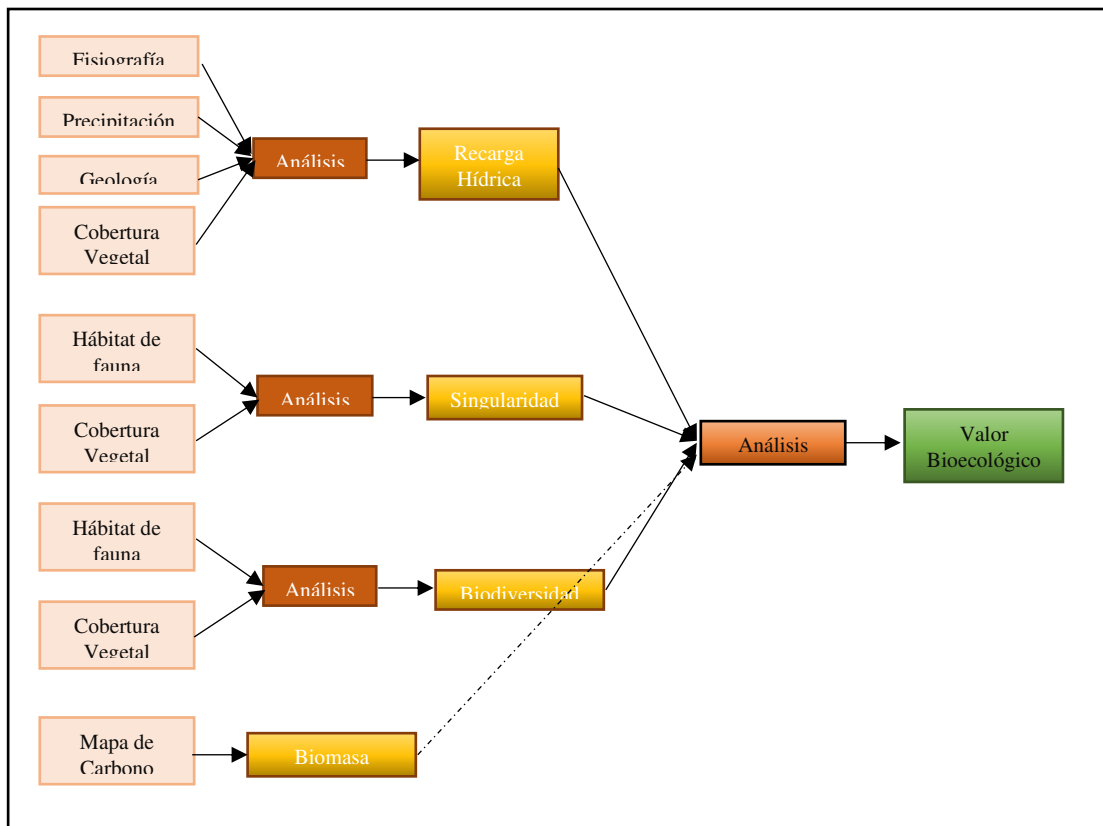 Fisiografía
Precipitación
Geología
Cobertura
Vegetal
Análisis
Recarga
Hídrica
Hábitat de
fauna
Cobertura
Vegetal
Análisis
Singularidad
Hábitat de
fauna
Cobertura
Vegetal
Análisis
Biodiversidad
Mapa de
Carbono
Biomasa
Análisis
Valor
Bioecológico